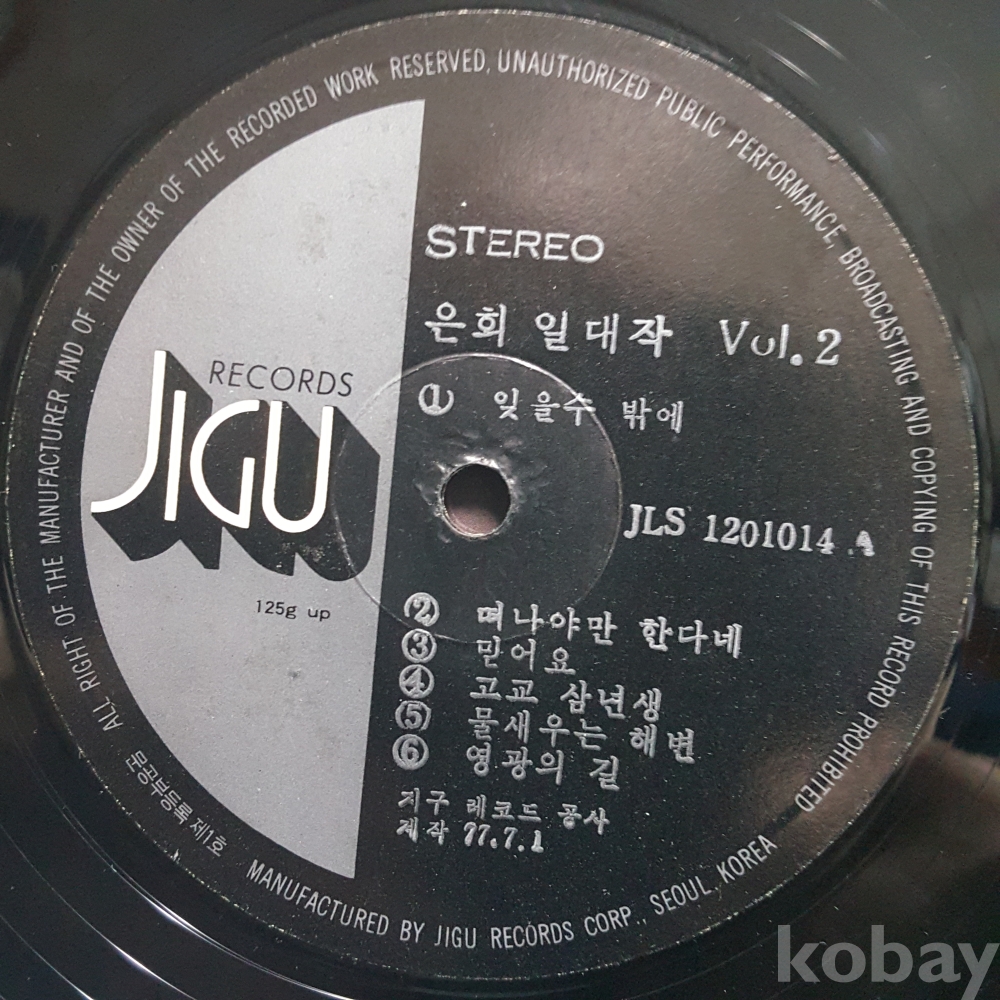 ALL RIGHT OF THE MANUFACTURER AND OF THE OWNER OF THE RECORDED WORK RESERVED, UNAUTHORIZED PUBLIC PERFORMANCE, BROADCASTING AND COPYING OF THIS RECORD PROHIBITED
STEREO
은희 일대작 Vol.2
① 잊을수 밖에
RECORDS
JIGU
125g up
JLS 1201014 A
② 떠나야만 한다네
③ 믿어요
④ 고교 삼년생
⑤ 물새우는 해변
⑥ 영광의 길
지구 레코드 공사
제작 77.7.1
문공부등록 제1호
MANUFACTURED BY JIGU RECORDS CORP., SEOUL, KOREA
kobay